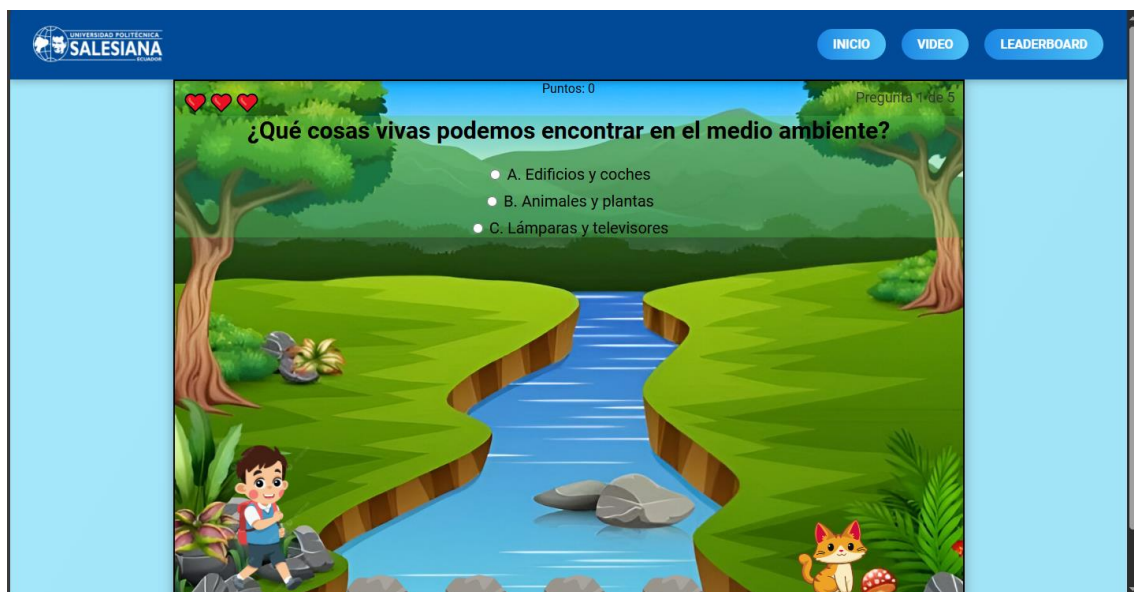 UNIVERSIDAD POLITÉCNICA
SALESIANA
ECUADOR
INICIO
VIDEO
LEADERBOARD
Puntos: 0
Pregunta 1 de 5
¿Qué cosas vivas podemos encontrar en el medio ambiente?
A. Edificios y coches
B. Animales y plantas
C. Lámparas y televisores